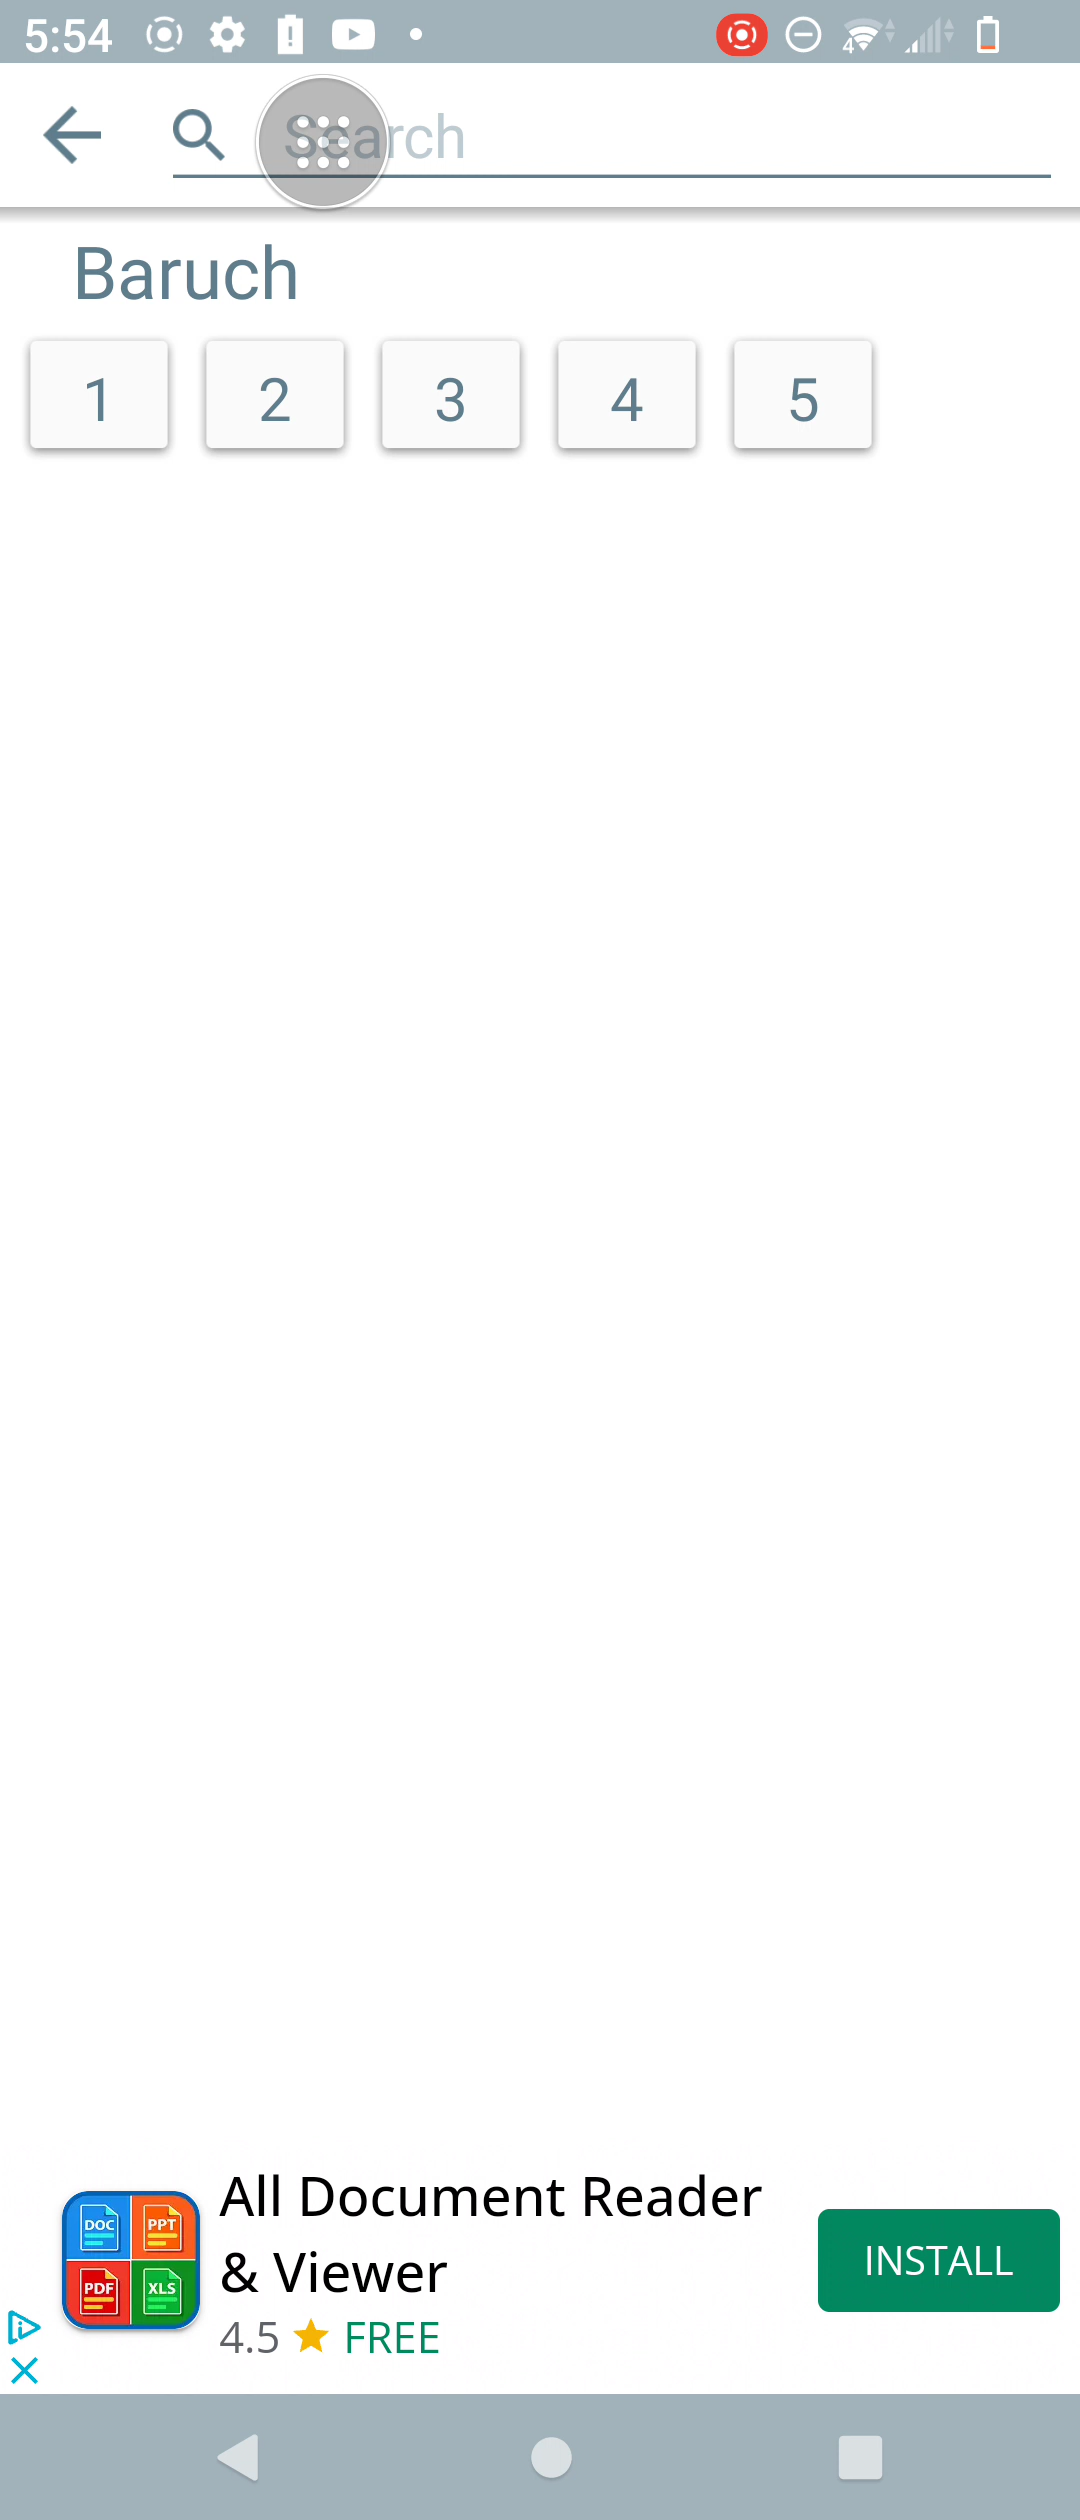 5:54
4
Search
Baruch
1 2 3 4 5
All Document Reader
& Viewer
4.5 FREE
INSTALL
DOC PPT
PDF XLS